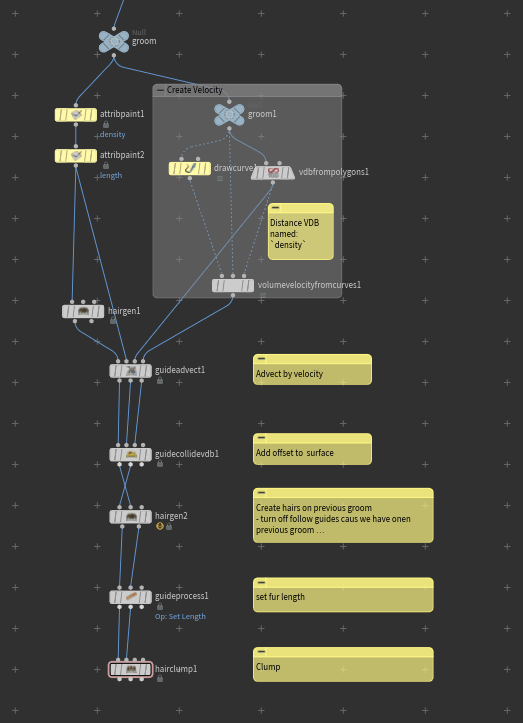 Null
groom
Create Velocity
attribpaint1
density
groom1
attribpaint2
length
drawcurve1
vdbfrompolygons1
Distance VDB
named:
`density`
volumevelocityfromcurves1
hairgen1
guideadvect1
Advect by velocity
guidecollidevdb1
Add offset to  surface
hairgen2
Create hairs on previous groom
- turn off follow guides caus we have onen
previous groom ...
guideprocess1
Op: Set Length
set fur length
hairclump1
Clump